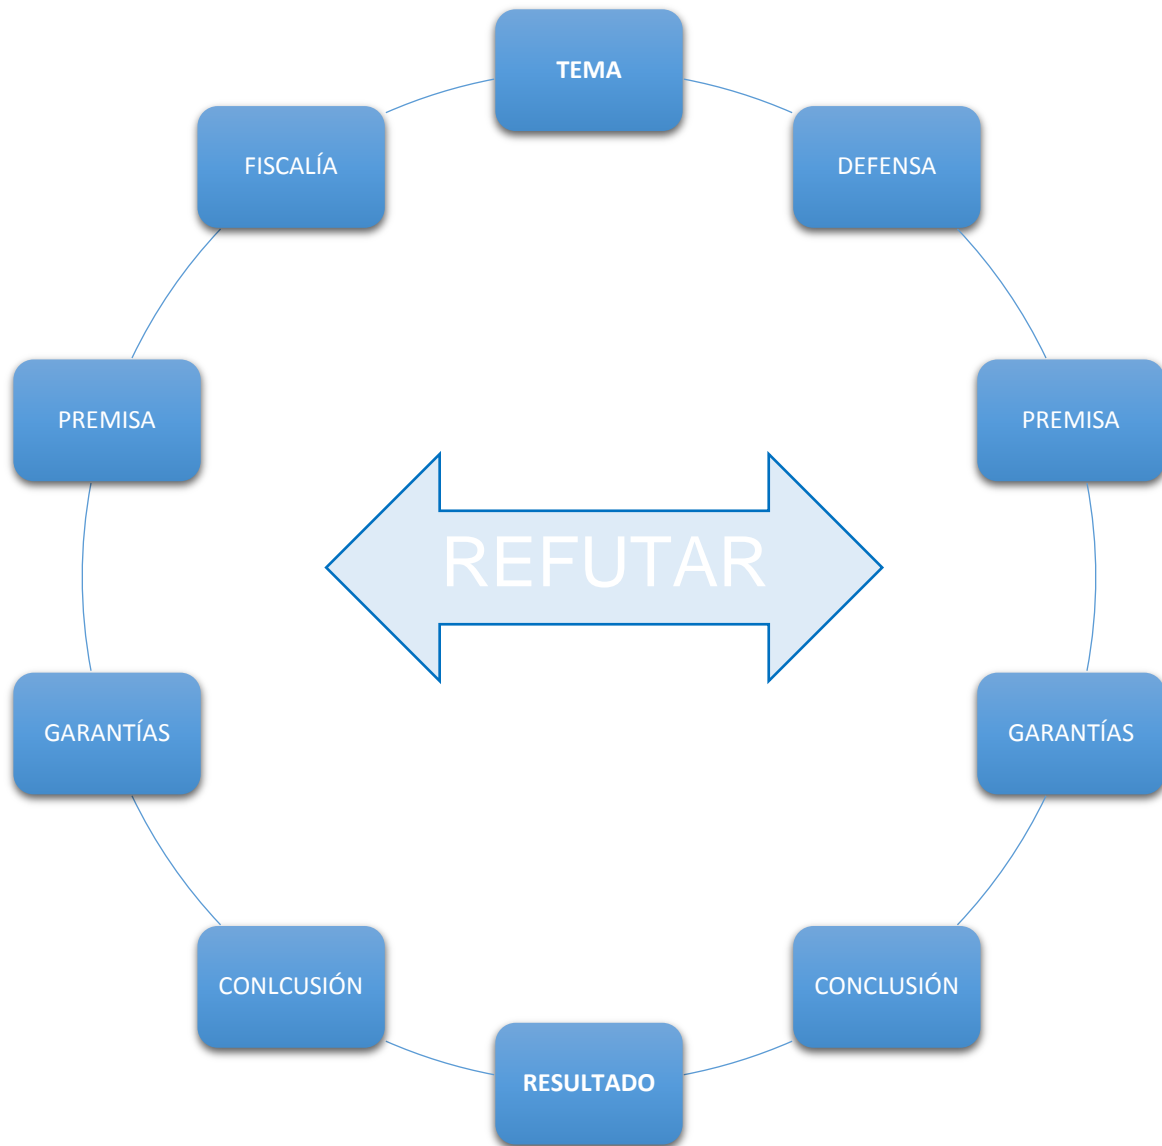 TEMA
FISCALÍA
DEFENSA
PREMISA
PREMISA
REFUTAR
GARANTÍAS
GARANTÍAS
CONLCUSIÓN
CONCLUSIÓN
RESULTADO